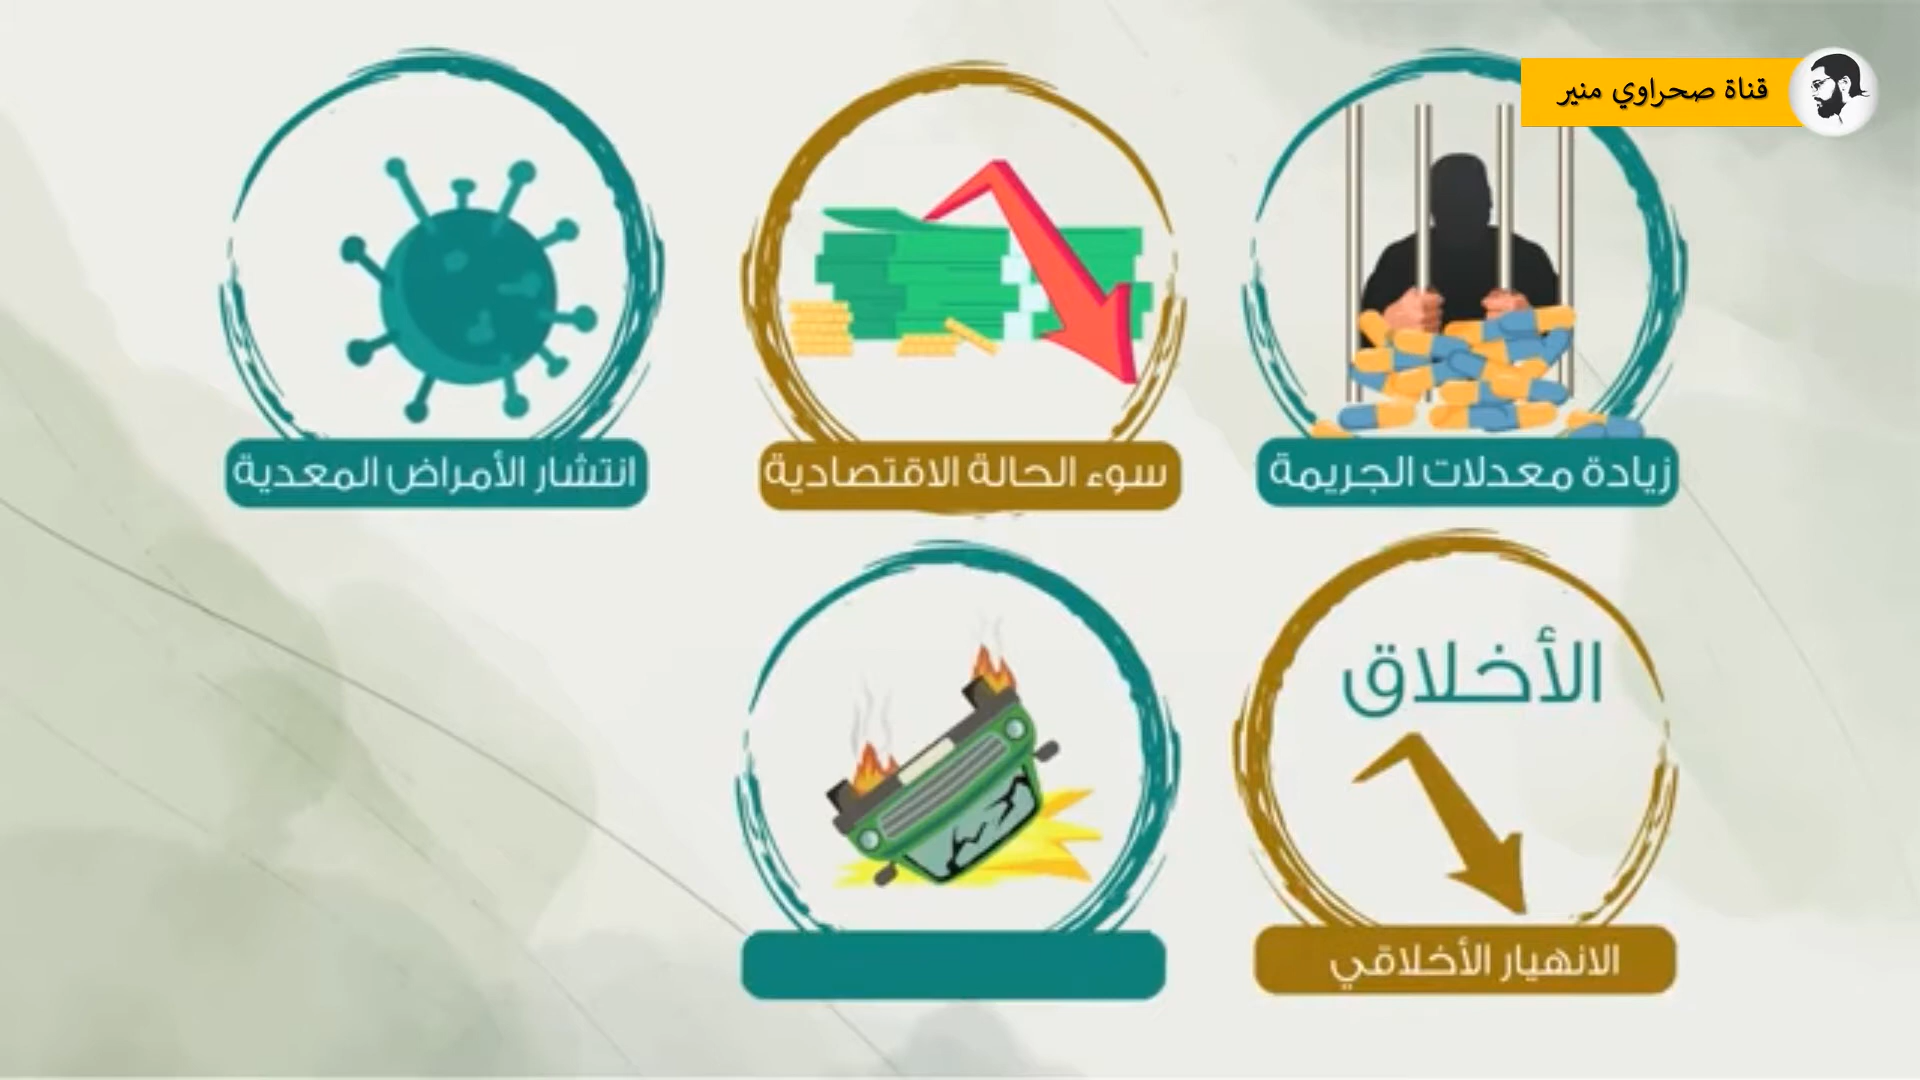 قناة صحراوي منير
زيادة معدلات الجريمة
سوء الحالة الاقتصادية
انتشار الأمراض المعدية
الأخلاق
الانهيار الأخلاقي